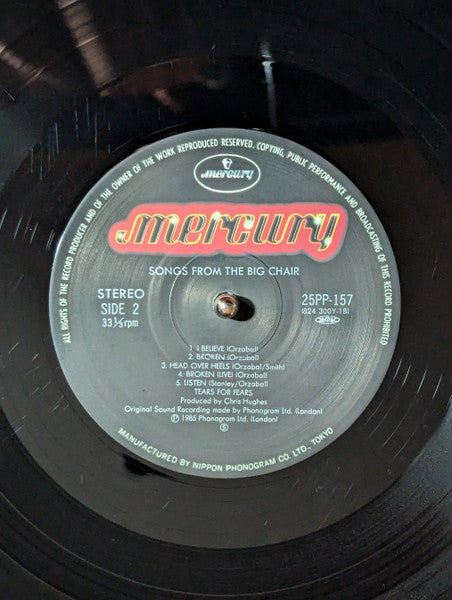 ALL RIGHTS OF THE RECORD PRODUCER AND OF THE OWNER OF THE WORK REPRODUCED RESERVED. COPYING, PUBLIC PERFORMANCE AND BROADCASTING OF THIS RECORD PROHIBITED
mercury
mercury
SONGS FROM THE BIG CHAIR
STEREO
SIDE 2
33⅓rpm
25PP-157
(824 300Y-1B)
1. I BELIEVE (Orzabal)
2. BROKEN (Orzabal)
3. HEAD OVER HEELS (Orzabal/Smith)
4. BROKEN (LIVE) (Orzabal)
5. LISTEN (Stanley/Orzabal)
TEARS FOR FEARS
Produced by Chris Hughes
Original Sound Recording made by Phonogram Ltd. (London)
Ⓟ 1985 Phonogram Ltd. (London)
Ⓢ
MANUFACTURED BY NIPPON PHONOGRAM CO. LTD., TOKYO